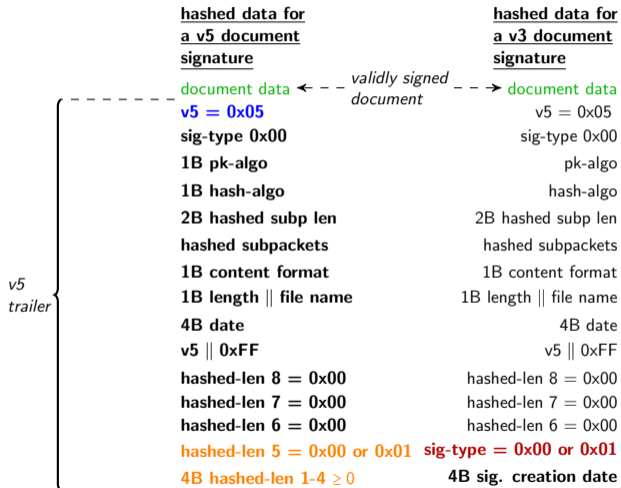 hashed data for
a v5 document
signature
hashed data for
a v3 document
signature
document data
validly signed
document
document data
v5 = 0x05
v5 = 0x05
sig-type 0x00
sig-type 0x00
1B pk-algo
pk-algo
1B hash-algo
hash-algo
2B hashed subp len
2B hashed subp len
hashed subpackets
hashed subpackets
1B content format
1B content format
v5
trailer
1B length || file name
1B length || file name
4B date
4B date
v5 || 0xFF
v5 || 0xFF
hashed-len 8 = 0x00
hashed-len 8 = 0x00
hashed-len 7 = 0x00
hashed-len 7 = 0x00
hashed-len 6 = 0x00
hashed-len 6 = 0x00
hashed-len 5 = 0x00 or 0x01
sig-type = 0x00 or 0x01
4B hashed-len 1-4 ≥ 0
4B sig. creation date